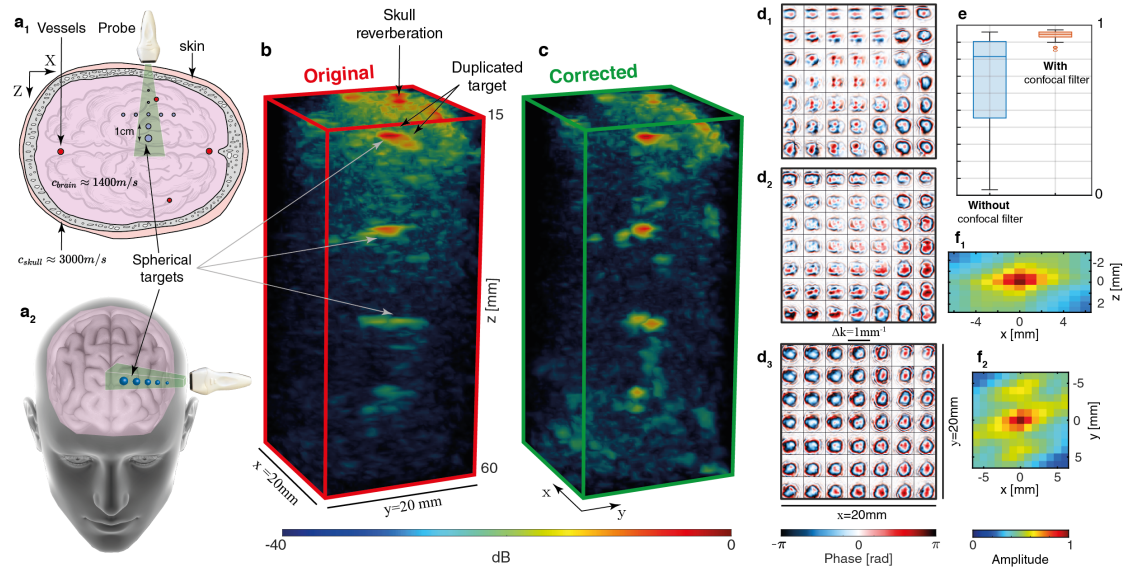 a1 Vessels Probe
skin
X
Z
1cm
cbrain ≈ 1400m/s
cskull ≈ 3000m/s
Spherical
targets
a2
b
Skull
reverberation
Original
Duplicated
target
15
z [mm]
60
x =20mm
y=20 mm
c
Corrected
x
y
-40
0
dB
d1
d2
Δk=1mm-1
d3
y=20mm
x=20mm
-π
0
π
Phase [rad]
e
1
With
confocal filter
0
Without
confocal filter
f1
-2
0
2
z [mm]
-4
0
4
x [mm]
f2
-5
0
5
y [mm]
-5
0
5
x [mm]
0
1
Amplitude